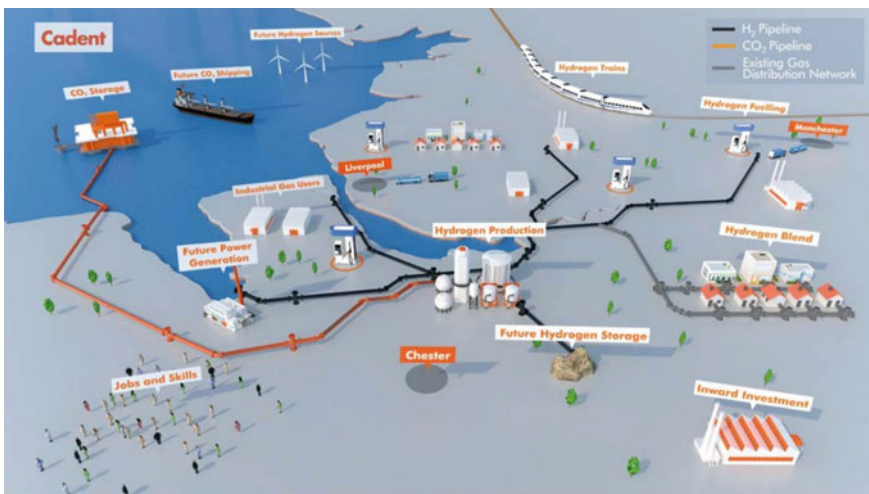 Cadent
Future Hydrogen Sources
H₂ Pipeline
CO₂ Pipeline
Existing Gas
Distribution Network
CO₂ Storage
Future CO₂ Shipping
Hydrogen Trains
Hydrogen Fuelling
Manchester
Liverpool
Industrial Gas Users
Hydrogen Production
Hydrogen Blend
Future Power
Generation
Future Hydrogen Storage
Chester
Jobs and Skills
Inward Investment